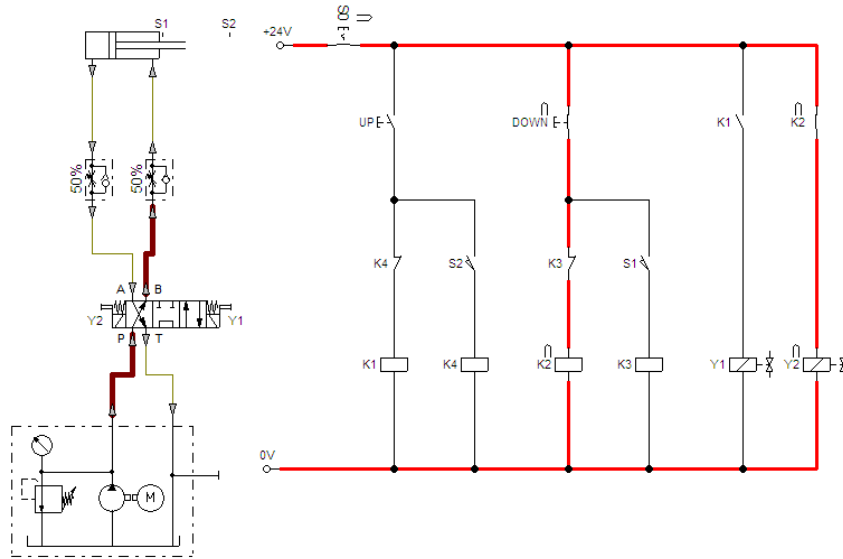 S1 S2 +24V S0
50% 50% UP DOWN K1 K2
K4 S2 K3 S1
A B
Y2 Y1
P T
K1 K4 K2 K3 Y1 Y2
0V
M